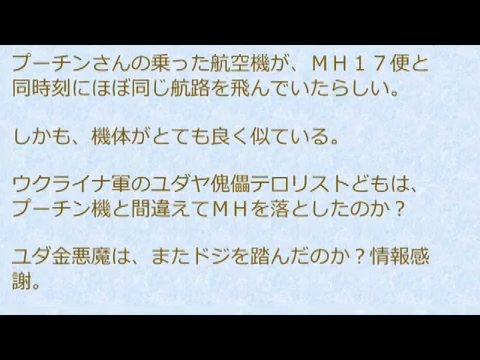 プーチンさんの乗った航空機が、ＭＨ１７便と
同時刻にほぼ同じ航路を飛んでいたらしい。
しかも、機体がとても良く似ている。
ウクライナ軍のユダヤ傀儡テロリストどもは、
プーチン機と間違えてＭＨを落としたのか？
ユダ金悪魔は、またドジを踏んだのか？情報感
謝。